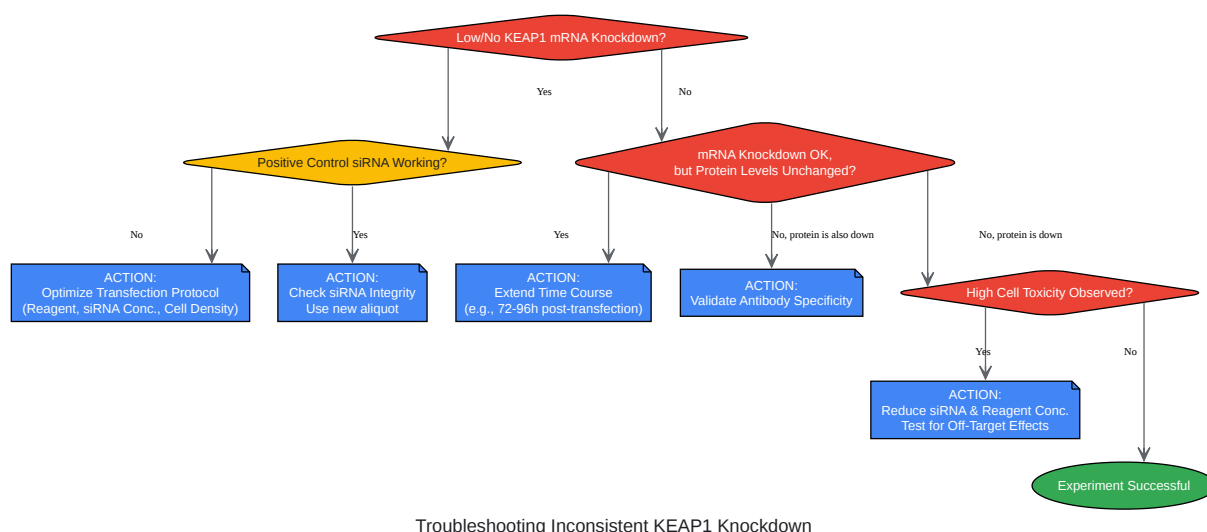 Low/No KEAP1 mRNA Knockdown?
Yes
No
Positive Control siRNA Working?
mRNA Knockdown OK,
but Protein Levels Unchanged?
No
Yes
Yes
No, protein is also down
No, protein is down
ACTION:
Optimize Transfection Protocol
(Reagent, siRNA Conc., Cell Density)
ACTION:
Check siRNA Integrity
Use new aliquot
ACTION:
Extend Time Course
(e.g., 72-96h post-transfection)
ACTION:
Validate Antibody Specificity
High Cell Toxicity Observed?
Yes
No
ACTION:
Reduce siRNA & Reagent Conc.
Test for Off-Target Effects
Experiment Successful
Troubleshooting Inconsistent KEAP1 Knockdown